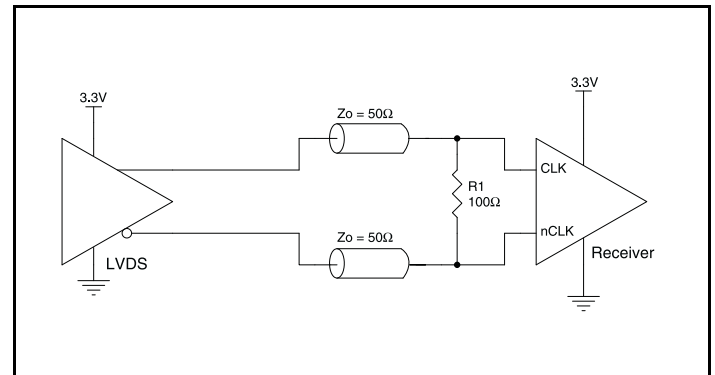 3.3V
3.3V
Zo = 50Ω
CLK
R1
100Ω
nCLK
Zo = 50Ω
Receiver
LVDS